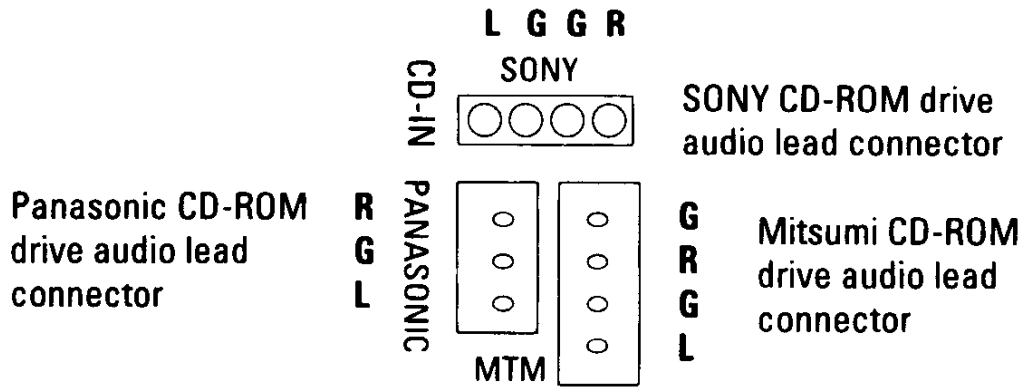 L G G R
SONY
CD-IN
SONY CD-ROM drive
audio lead connector
Panasonic CD-ROM
drive audio lead
connector
R
G
L
PANASONIC
G
R
G
L
Mitsumi CD-ROM
drive audio lead
connector
MTM